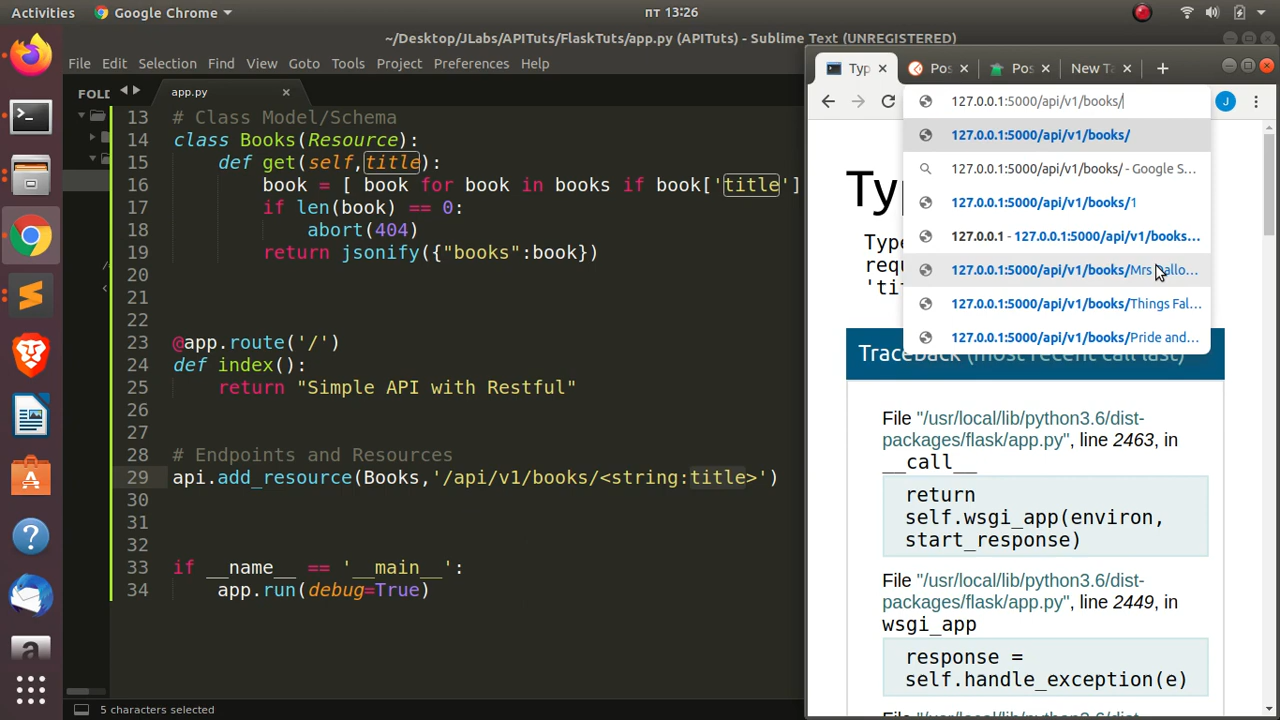 Activities
Google Chrome
пт 13:26
~/Desktop/JLabs/APITuts/FlaskTuts/app.py (APITuts) - Sublime Text (UNREGISTERED)
File Edit Selection Find View Goto Tools Project Preferences Help
FOLD
app.py
13 # Class Model/Schema
14 class Books(Resource):
15 def get(self,title):
16 book = [ book for book in books if book['title']
17 if len(book) == 0:
18 abort(404)
19 return jsonify({"books":book})
20
21
22
23 @app.route('/')
24 def index():
25 return "Simple API with Restful"
26
27
28 # Endpoints and Resources
29 api.add_resource(Books,'/api/v1/books/<string:title>')
30
31
32
33 if __name__ == '__main__':
34 app.run(debug=True)
5 characters selected
Typ
Pos
Pos
New Ta
127.0.0.1:5000/api/v1/books/
J
127.0.0.1:5000/api/v1/books/
127.0.0.1:5000/api/v1/books/ - Google S...
127.0.0.1:5000/api/v1/books/1
127.0.0.1 - 127.0.0.1:5000/api/v1/books...
127.0.0.1:5000/api/v1/books/Mrs Dallo...
127.0.0.1:5000/api/v1/books/Things Fal...
127.0.0.1:5000/api/v1/books/Pride and...
Ty
Type
requ
'ti
Traceback (most recent call last)
File "/usr/local/lib/python3.6/dist-
packages/flask/app.py", line 2463, in
__call__
return
self.wsgi_app(environ,
start_response)
File "/usr/local/lib/python3.6/dist-
packages/flask/app.py", line 2449, in
wsgi_app
response =
self.handle_exception(e)